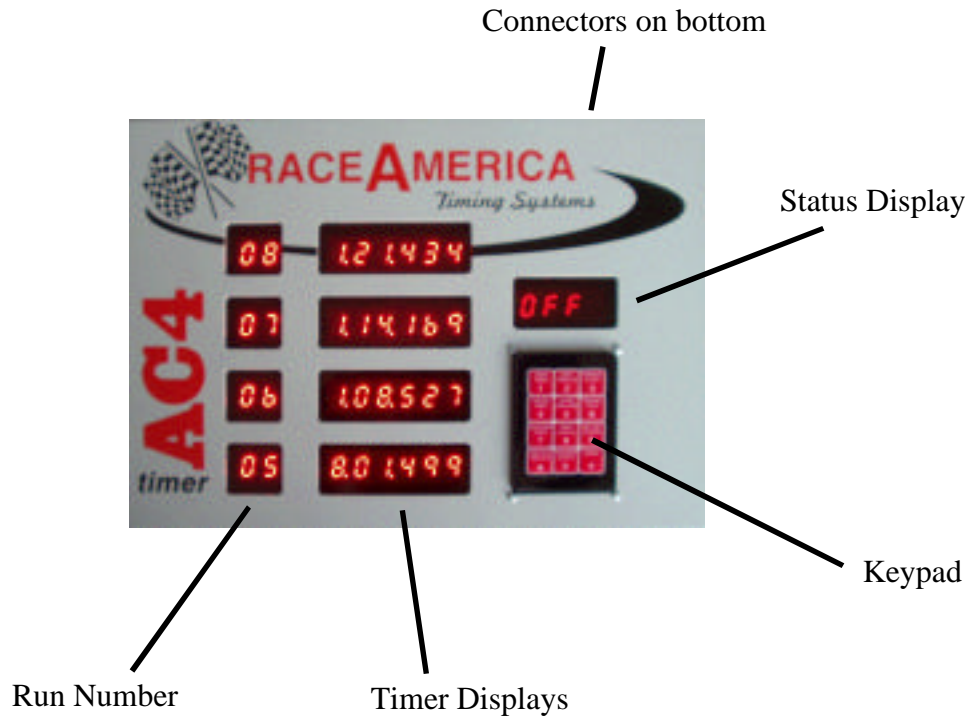 Connectors on bottom
RACEAMERICA
Timing Systems
Status Display
08 1.21.434
OFF
07 1.14.169
06 1.08.527
05 8.01.499
AC4
timer
Keypad
Run Number
Timer Displays